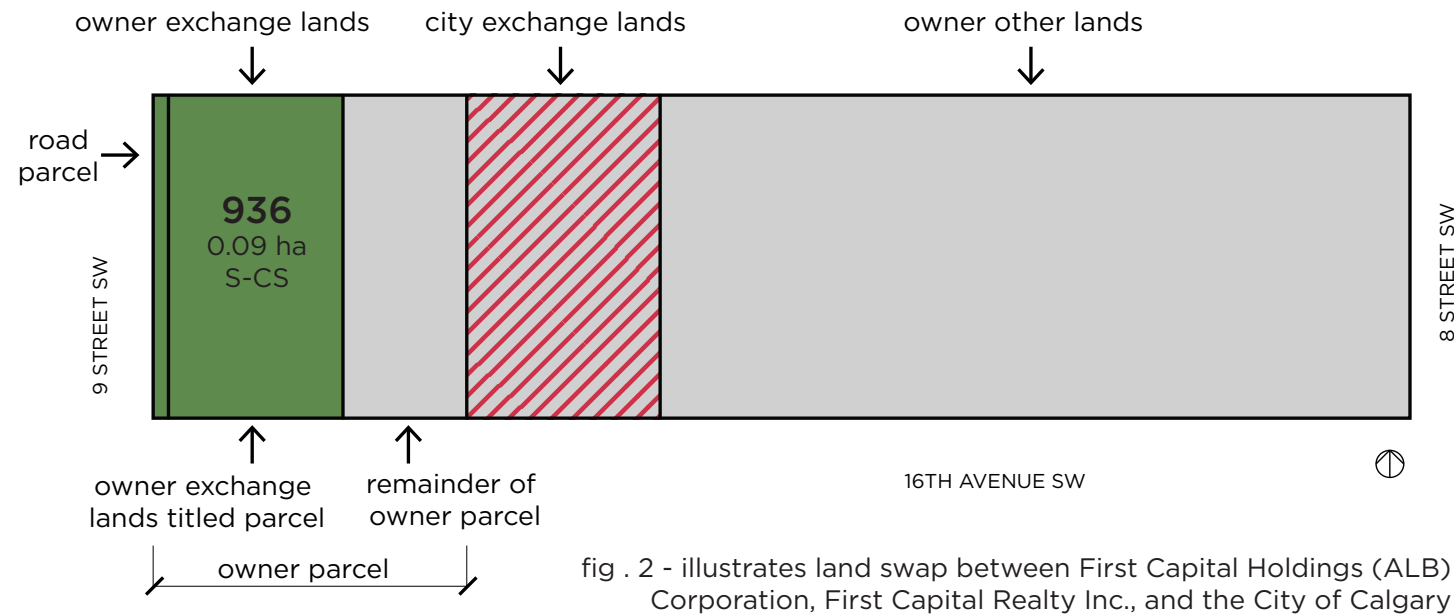 owner exchange lands
city exchange lands
owner other lands
road
parcel
936
0.09 ha
S-CS
9 STREET SW
8 STREET SW
owner exchange
lands titled parcel
remainder of
owner parcel
16TH AVENUE SW
owner parcel
fig . 2 - illustrates land swap between First Capital Holdings (ALB)
Corporation, First Capital Realty Inc., and the City of Calgary